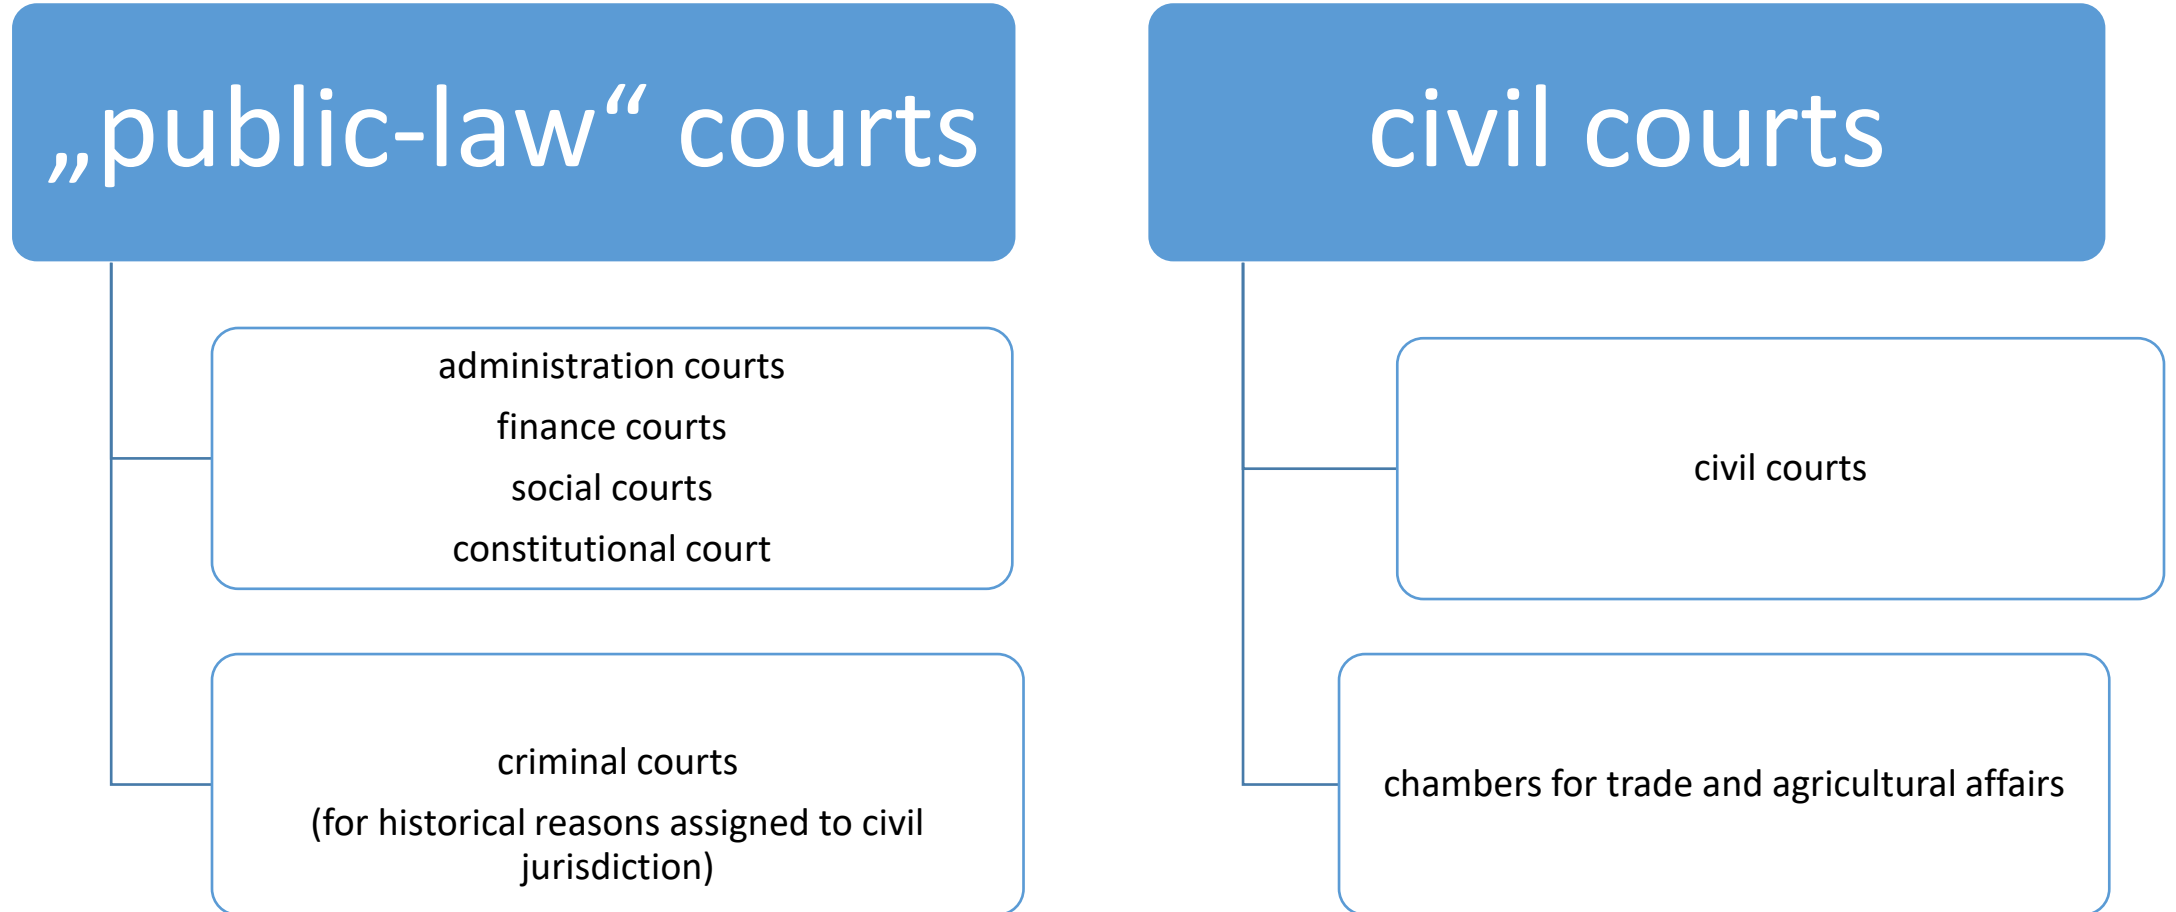 „public-law“ courts
administration courts
finance courts
social courts
constitutional court
criminal courts
(for historical reasons assigned to civil
jurisdiction)
civil courts
civil courts
chambers for trade and agricultural affairs